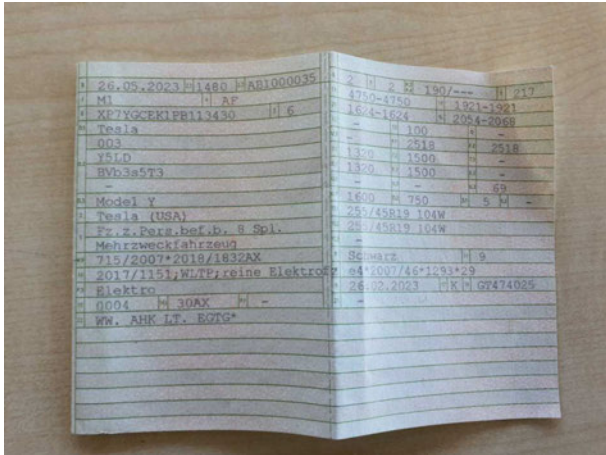 26.05.2023 1480 AB1000035
M1 AF
XP7YGCEK1PB113430 6
Tesla
003
Y5LD
BVb3s5T3
-
Model Y
Tesla (USA)
Fz.z.Pers.bef.b. 8 Spl.
Mehrzweckfahrzeug
715/2007*2018/1832AX
2017/1151;WLTP;reine Elektrofz
Elektro
0004 30AX -
WW. AHK LT. EGTG*
2 2 190/--- 217
4750-4750 1921-1921
1624-1624 2054-2068
- 100 -
- 2518 2518
1320 1500 -
1320 1500 -
- - 69
1600 750 5 -
255/45R19 104W
255/45R19 104W
-
Schwarz 9
e4*2007/46*1293*29
26.02.2023 K GT474025
-